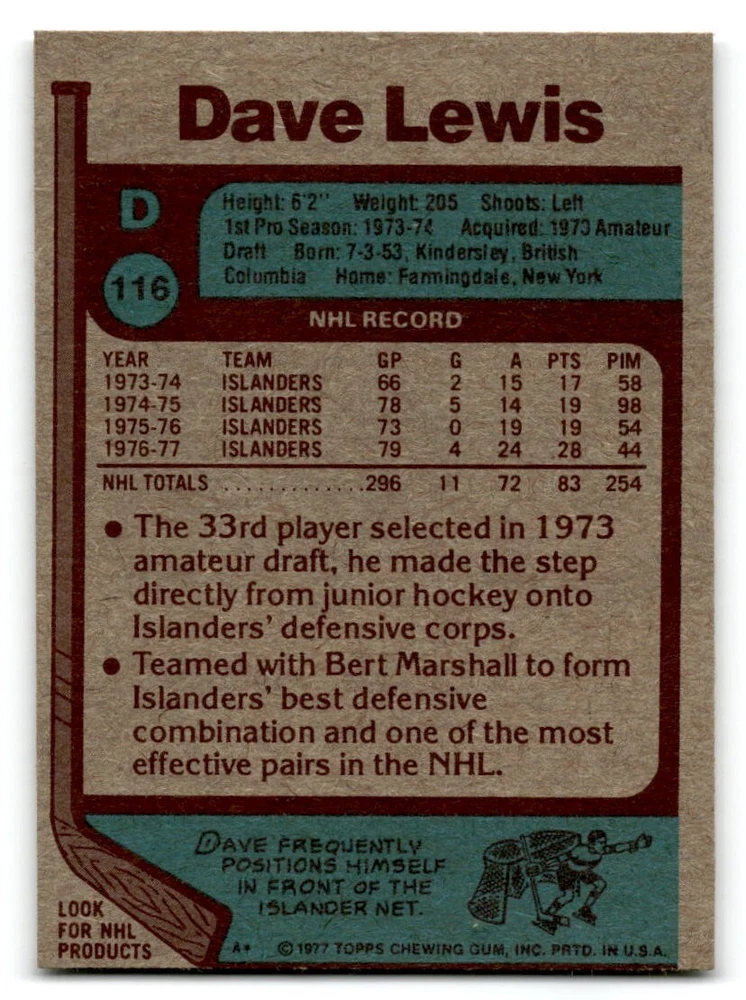 Dave Lewis
D
116
Height: 6'2" Weight: 205 Shoots: Left
1st Pro Season: 1973-74 Acquired: 1973 Amateur
Draft Born: 7-3-53, Kindersley, British
Columbia Home: Farmingdale, New York
NHL RECORD
YEAR TEAM GP G A PTS PIM
1973-74 ISLANDERS 66 2 15 17 58
1974-75 ISLANDERS 78 5 14 19 98
1975-76 ISLANDERS 73 0 19 19 54
1976-77 ISLANDERS 79 4 24 28 44
NHL TOTALS .............296 11 72 83 254
• The 33rd player selected in 1973
amateur draft, he made the step
directly from junior hockey onto
Islanders' defensive corps.
• Teamed with Bert Marshall to form
Islanders' best defensive
combination and one of the most
effective pairs in the NHL.
DAVE FREQUENTLY
POSITIONS HIMSELF
IN FRONT OF THE
ISLANDER NET.
LOOK
FOR NHL
PRODUCTS
A* © 1977 TOPPS CHEWING GUM, INC. PRTD. IN U.S.A.